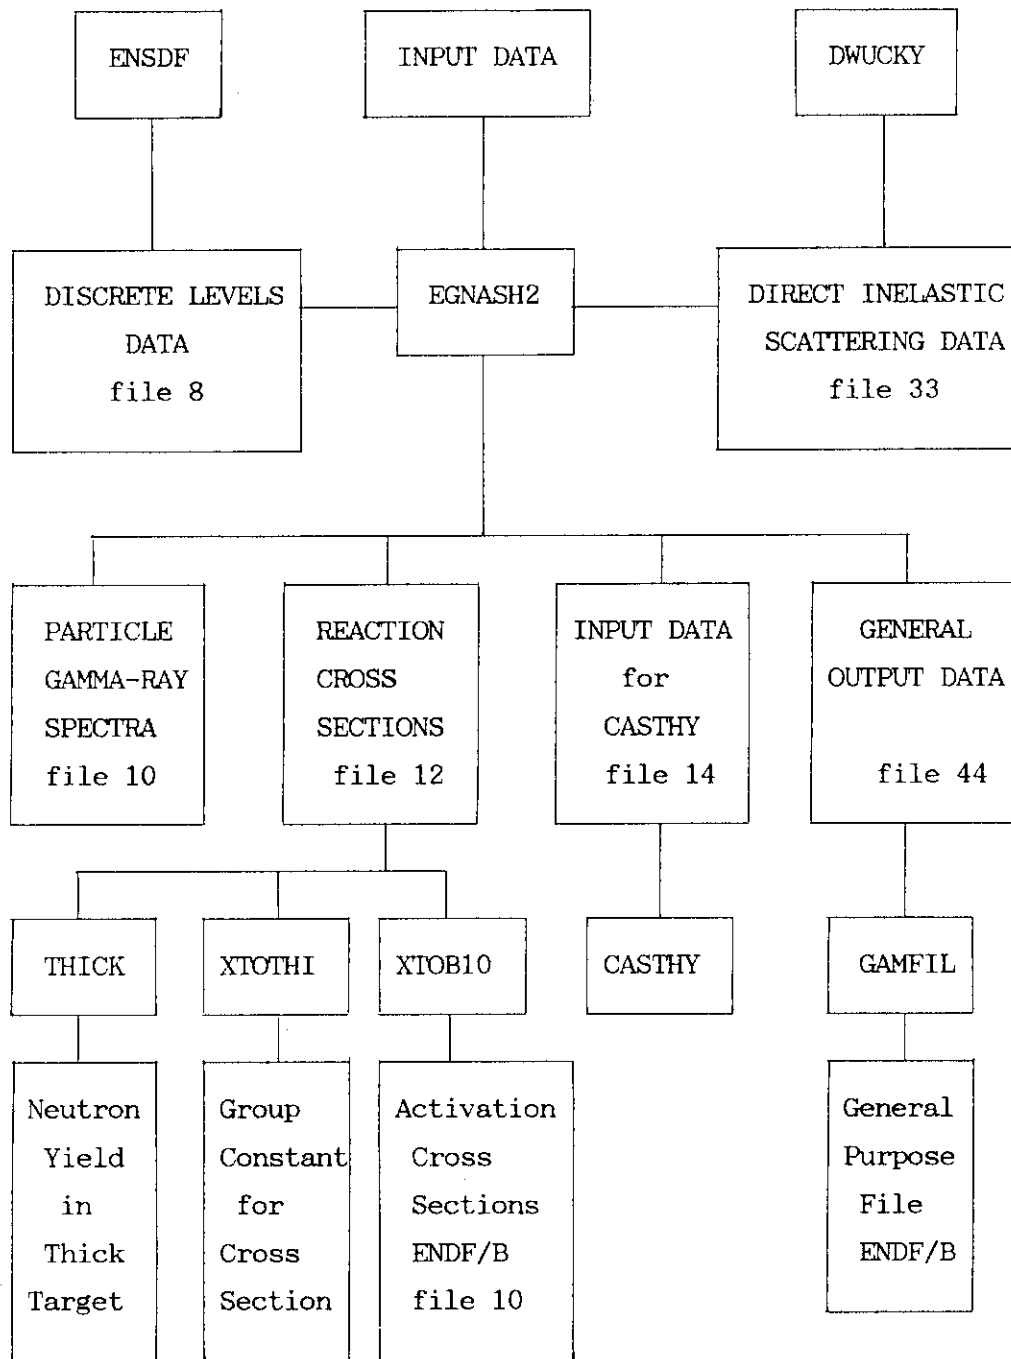 ENSDF
INPUT DATA
DWUCKY
DISCRETE LEVELS
DATA
file 8
EGNASH2
DIRECT INELASTIC
SCATTERING DATA
file 33
PARTICLE
GAMMA-RAY
SPECTRA
file 10
REACTION
CROSS
SECTIONS
file 12
INPUT DATA
for
CASTHY
file 14
GENERAL
OUTPUT DATA
file 44
THICK
XTOTHI
XTOB10
CASTHY
GAMFIL
Neutron
Yield
in
Thick
Target
Group
Constant
for
Cross
Section
Activation
Cross
Sections
ENDF/B
file 10
General
Purpose
File
ENDF/B